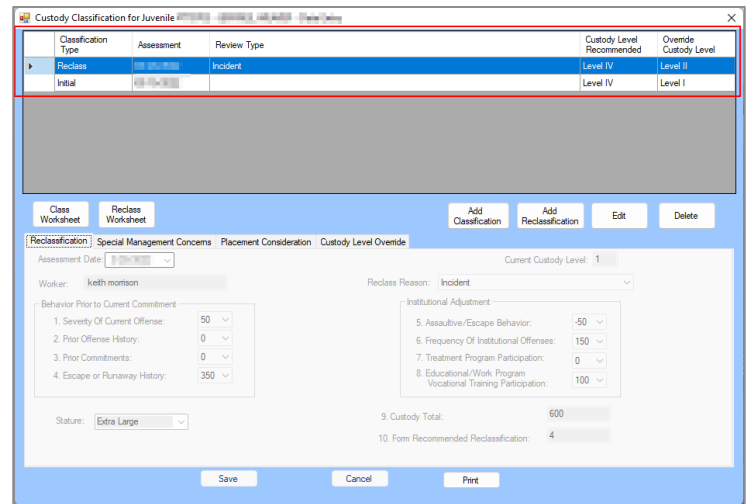 Custody Classification for Juvenile
Classification Type Assessment Review Type Custody Level Recommended Override Custody Level
Reclass Incident Level IV Level II
Initial Level IV Level I
Class Worksheet Reclass Worksheet Add Classification Add Reclassification Edit Delete
Reclassification Special Management Concerns Placement Consideration Custody Level Override
Assessment Date: Current Custody Level: 1
Worker: keith morrison Reclass Reason: Incident
Behavior Prior to Current Commitment Institutional Adjustment
1. Severity Of Current Offense: 50 5. Assaultive/Escape Behavior: -50
2. Prior Offense History: 0 6. Frequency Of Institutional Offenses: 150
3. Prior Commitments: 0 7. Treatment Program Participation: 0
4. Escape or Runaway History: 350 8. Educational/Work Program Vocational Training Participation: 100
Stature: Extra Large 9. Custody Total: 600
10. Form Recommended Reclassification: 4
Save Cancel Print